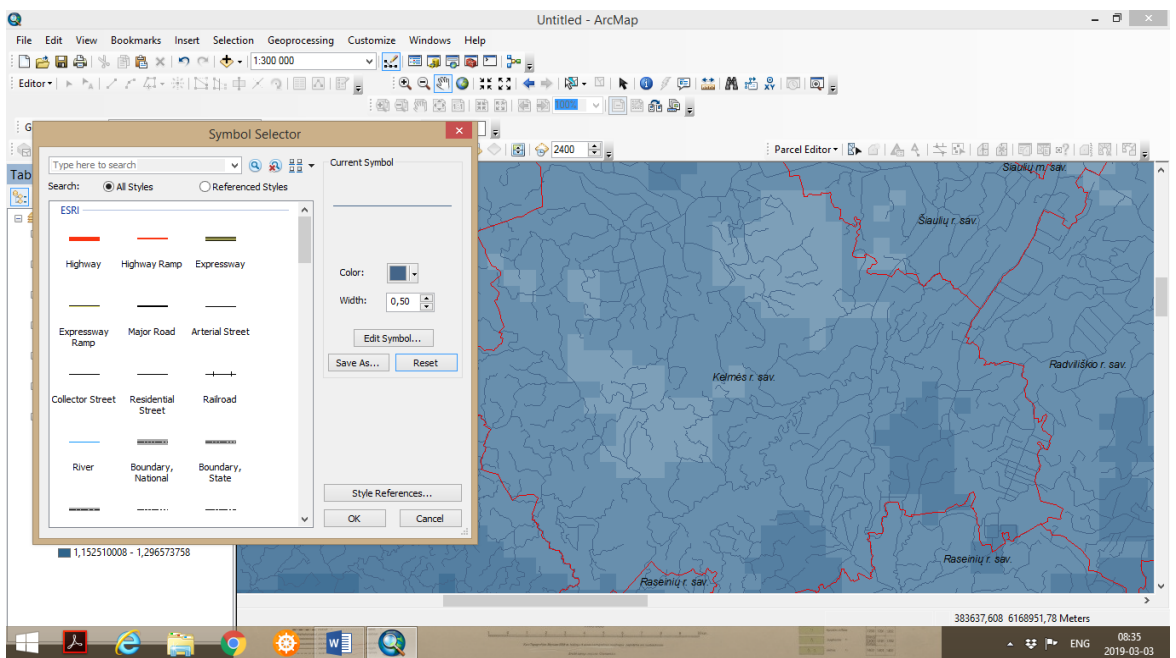 Untitled - ArcMap
File Edit View Bookmarks Insert Selection Geoprocessing Customize Windows Help
1:300 000
Editor
100%
G
Symbol Selector
2400
Parcel Editor
Tab
Type here to search
Current Symbol
Search: All Styles Referenced Styles
ESRI
Highway Highway Ramp Expressway
Color:
Width: 0,50
Expressway Major Road Arterial Street
Ramp
Edit Symbol...
Save As... Reset
Collector Street Residential Railroad
Street
River Boundary, Boundary,
National State
Style References...
OK Cancel
Šiaulių m. sav.
Šiaulių r. sav.
Radviliškio r. sav.
Kelmės r. sav.
Raseinių r. sav.
Raseinių r. sav.
1,152510008 - 1,296573758
383637,608 6168951,78 Meters
ENG
08:35
2019-03-03